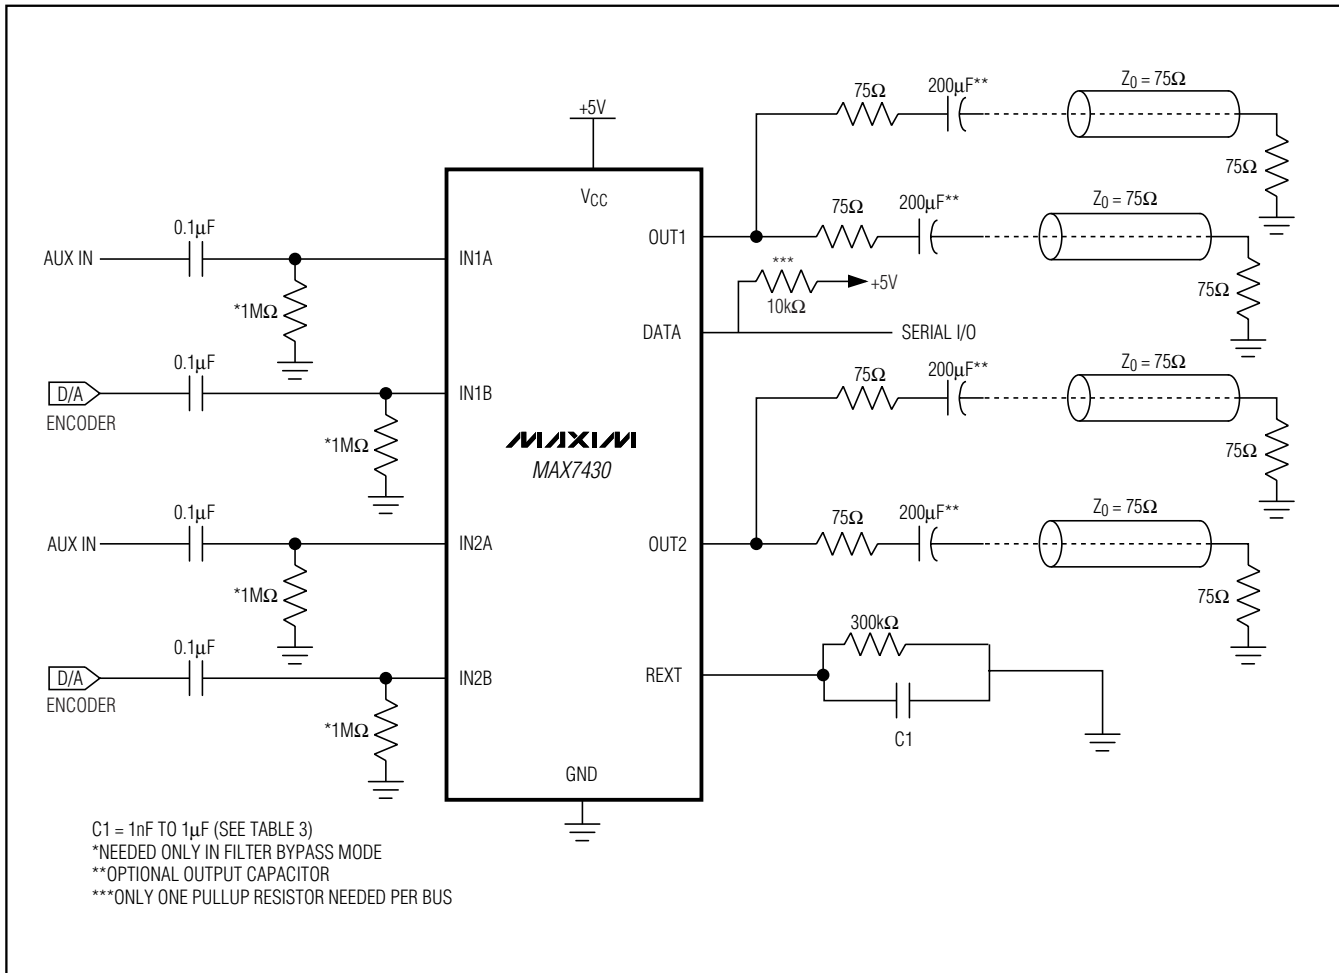 +5V
75Ω
200μF**
Z0 = 75Ω
75Ω
VCC
75Ω
200μF**
Z0 = 75Ω
0.1μF
AUX IN
IN1A
OUT1
***
+5V
10kΩ
75Ω
*1MΩ
DATA
SERIAL I/O
0.1μF
75Ω
200μF**
Z0 = 75Ω
D/A
ENCODER
IN1B
*1MΩ
MAXIM
MAX7430
75Ω
0.1μF
75Ω
200μF**
Z0 = 75Ω
AUX IN
IN2A
OUT2
*1MΩ
75Ω
300kΩ
0.1μF
D/A
ENCODER
IN2B
REXT
*1MΩ
C1
GND
C1 = 1nF TO 1μF (SEE TABLE 3)
*NEEDED ONLY IN FILTER BYPASS MODE
**OPTIONAL OUTPUT CAPACITOR
***ONLY ONE PULLUP RESISTOR NEEDED PER BUS